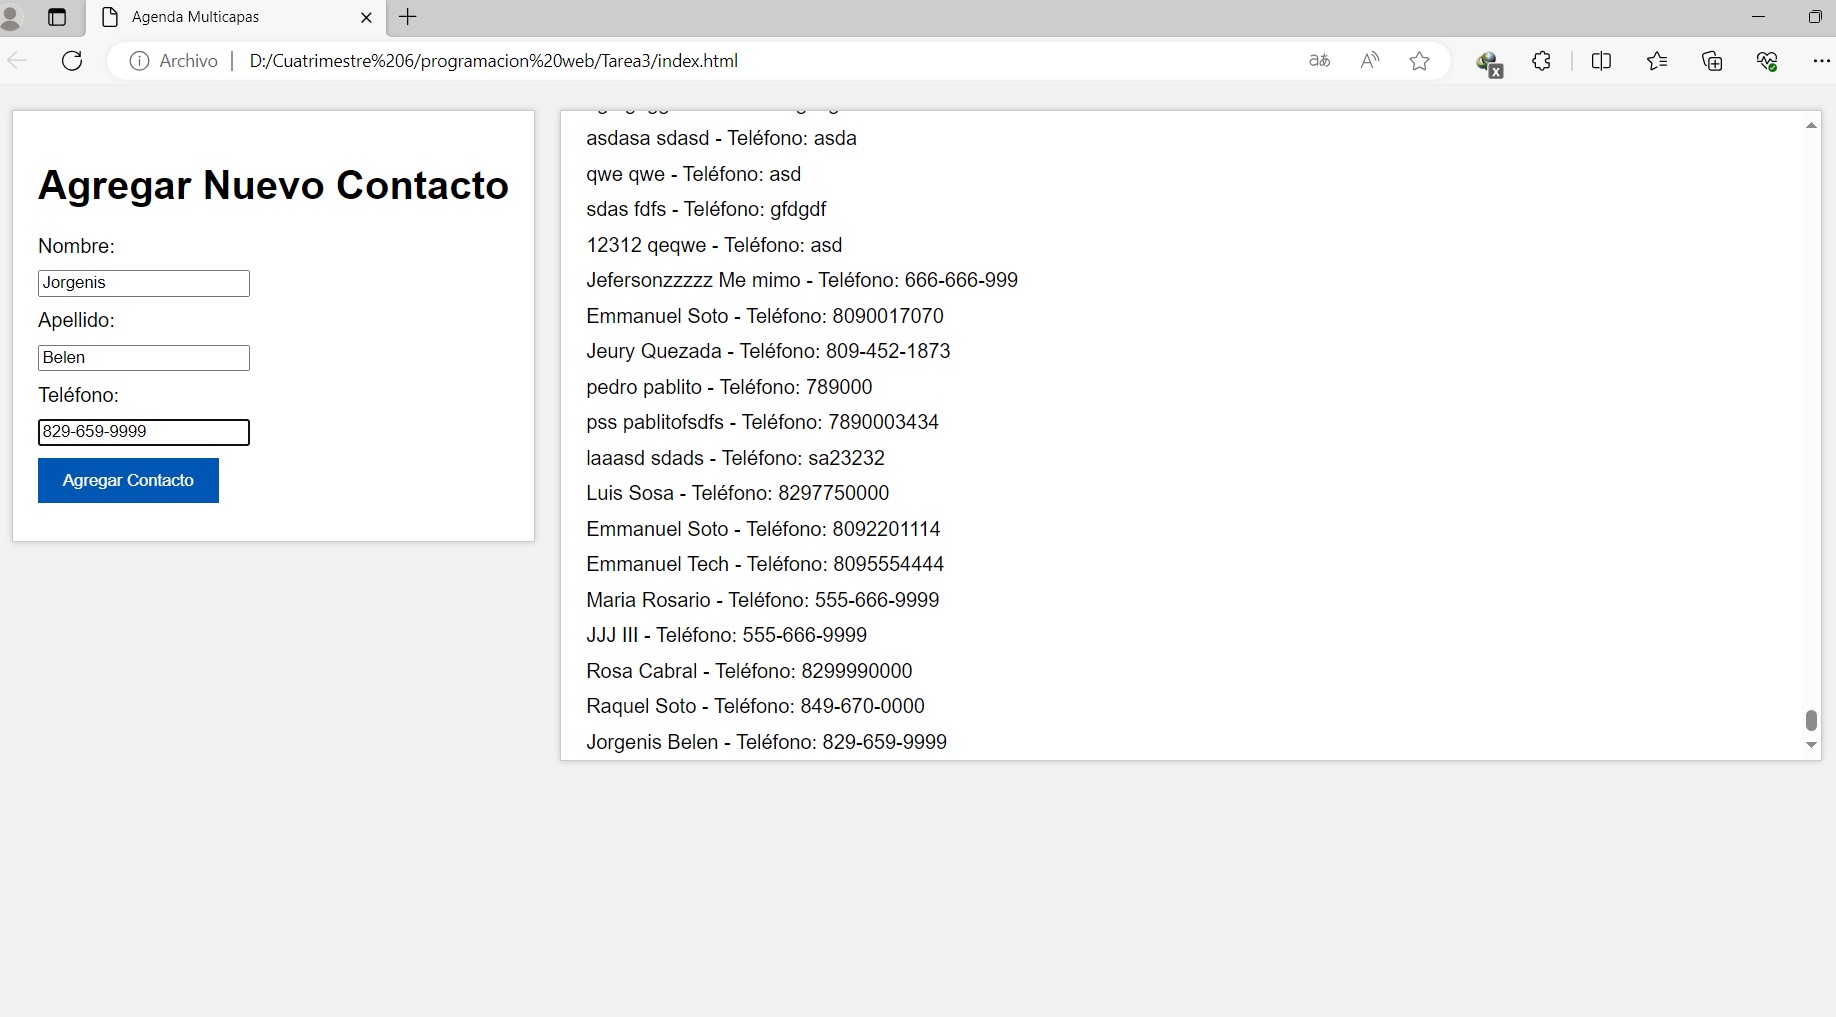 Agenda Multicapas
Archivo D:/Cuatrimestre%206/programacion%20web/Tarea3/index.html
Agregar Nuevo Contacto
Nombre:
Jorgenis
Apellido:
Belen
Teléfono:
829-659-9999
Agregar Contacto
asdasa sdasd - Teléfono: asda
qwe qwe - Teléfono: asd
sdas fdfs - Teléfono: gfdgdf
12312 qeqwe - Teléfono: asd
Jefersonzzzzz Me mimo - Teléfono: 666-666-999
Emmanuel Soto - Teléfono: 8090017070
Jeury Quezada - Teléfono: 809-452-1873
pedro pablito - Teléfono: 789000
pss pablitofsdfs - Teléfono: 7890003434
laaasd sdads - Teléfono: sa23232
Luis Sosa - Teléfono: 8297750000
Emmanuel Soto - Teléfono: 8092201114
Emmanuel Tech - Teléfono: 8095554444
Maria Rosario - Teléfono: 555-666-9999
JJJ III - Teléfono: 555-666-9999
Rosa Cabral - Teléfono: 8299990000
Raquel Soto - Teléfono: 849-670-0000
Jorgenis Belen - Teléfono: 829-659-9999